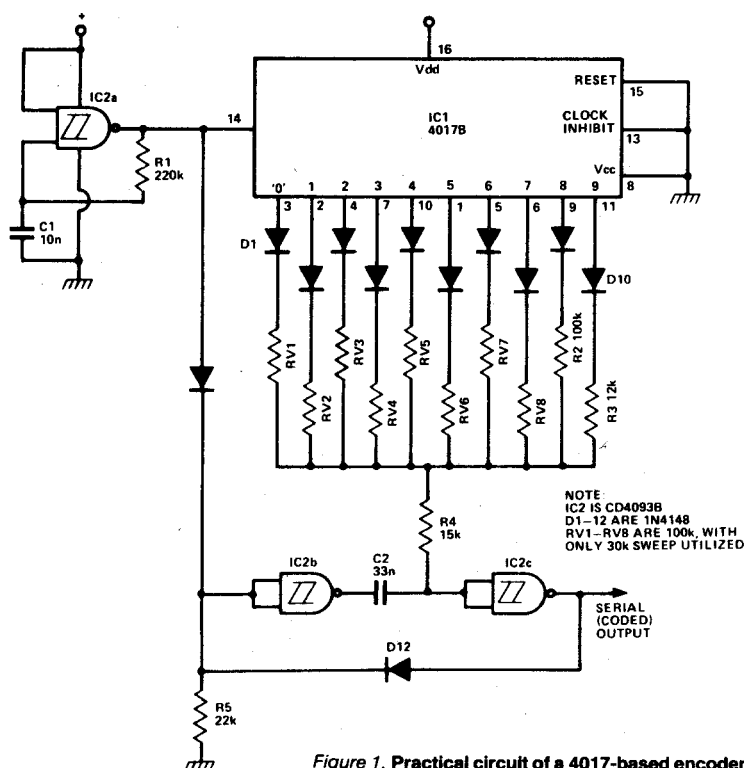 +
IC2a
R1
220k
C1
10n
14
16
Vdd
IC1
4017B
RESET
15
CLOCK
INHIBIT
13
Vcc
8
'0' 1 2 3 4 5 6 7 8 9
3 2 4 7 10 1 5 6 9 11
D1
D10
RV1
RV2
RV3
RV4
RV5
RV6
RV7
RV8
R2 100k
R3 12k
R4
15k
NOTE:
IC2 IS CD4093B
D1–12 ARE 1N4148
RV1–RV8 ARE 100k, WITH
ONLY 30k SWEEP UTILIZED
IC2b
C2
33n
IC2c
SERIAL
(CODED)
OUTPUT
D12
R5
22k
Figure 1. Practical circuit of a 4017-based encoder